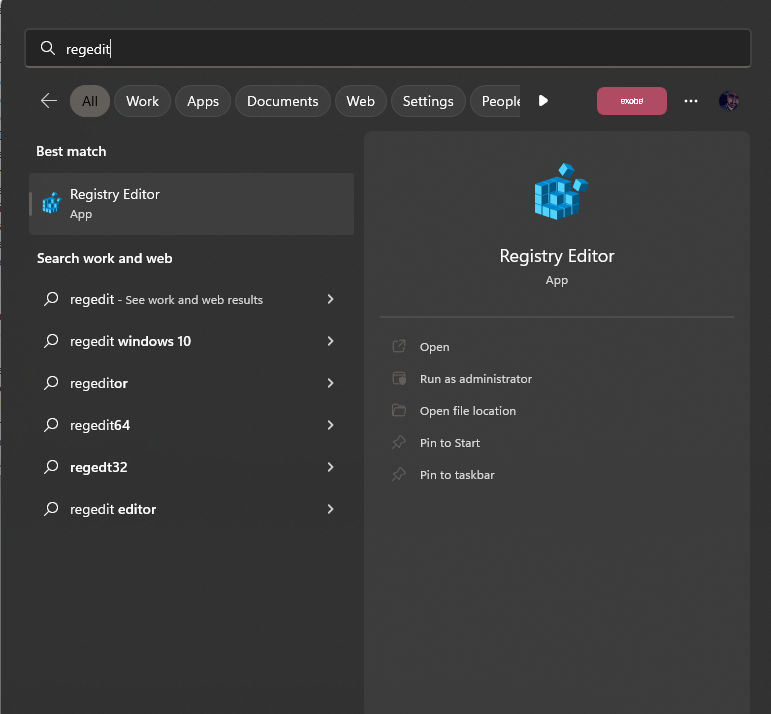 regedit
All Work Apps Documents Web Settings People
Best match
Registry Editor
App
Search work and web
regedit - See work and web results
regedit windows 10
regeditor
regedit64
regedt32
regedit editor
Registry Editor
App
Open
Run as administrator
Open file location
Pin to Start
Pin to taskbar